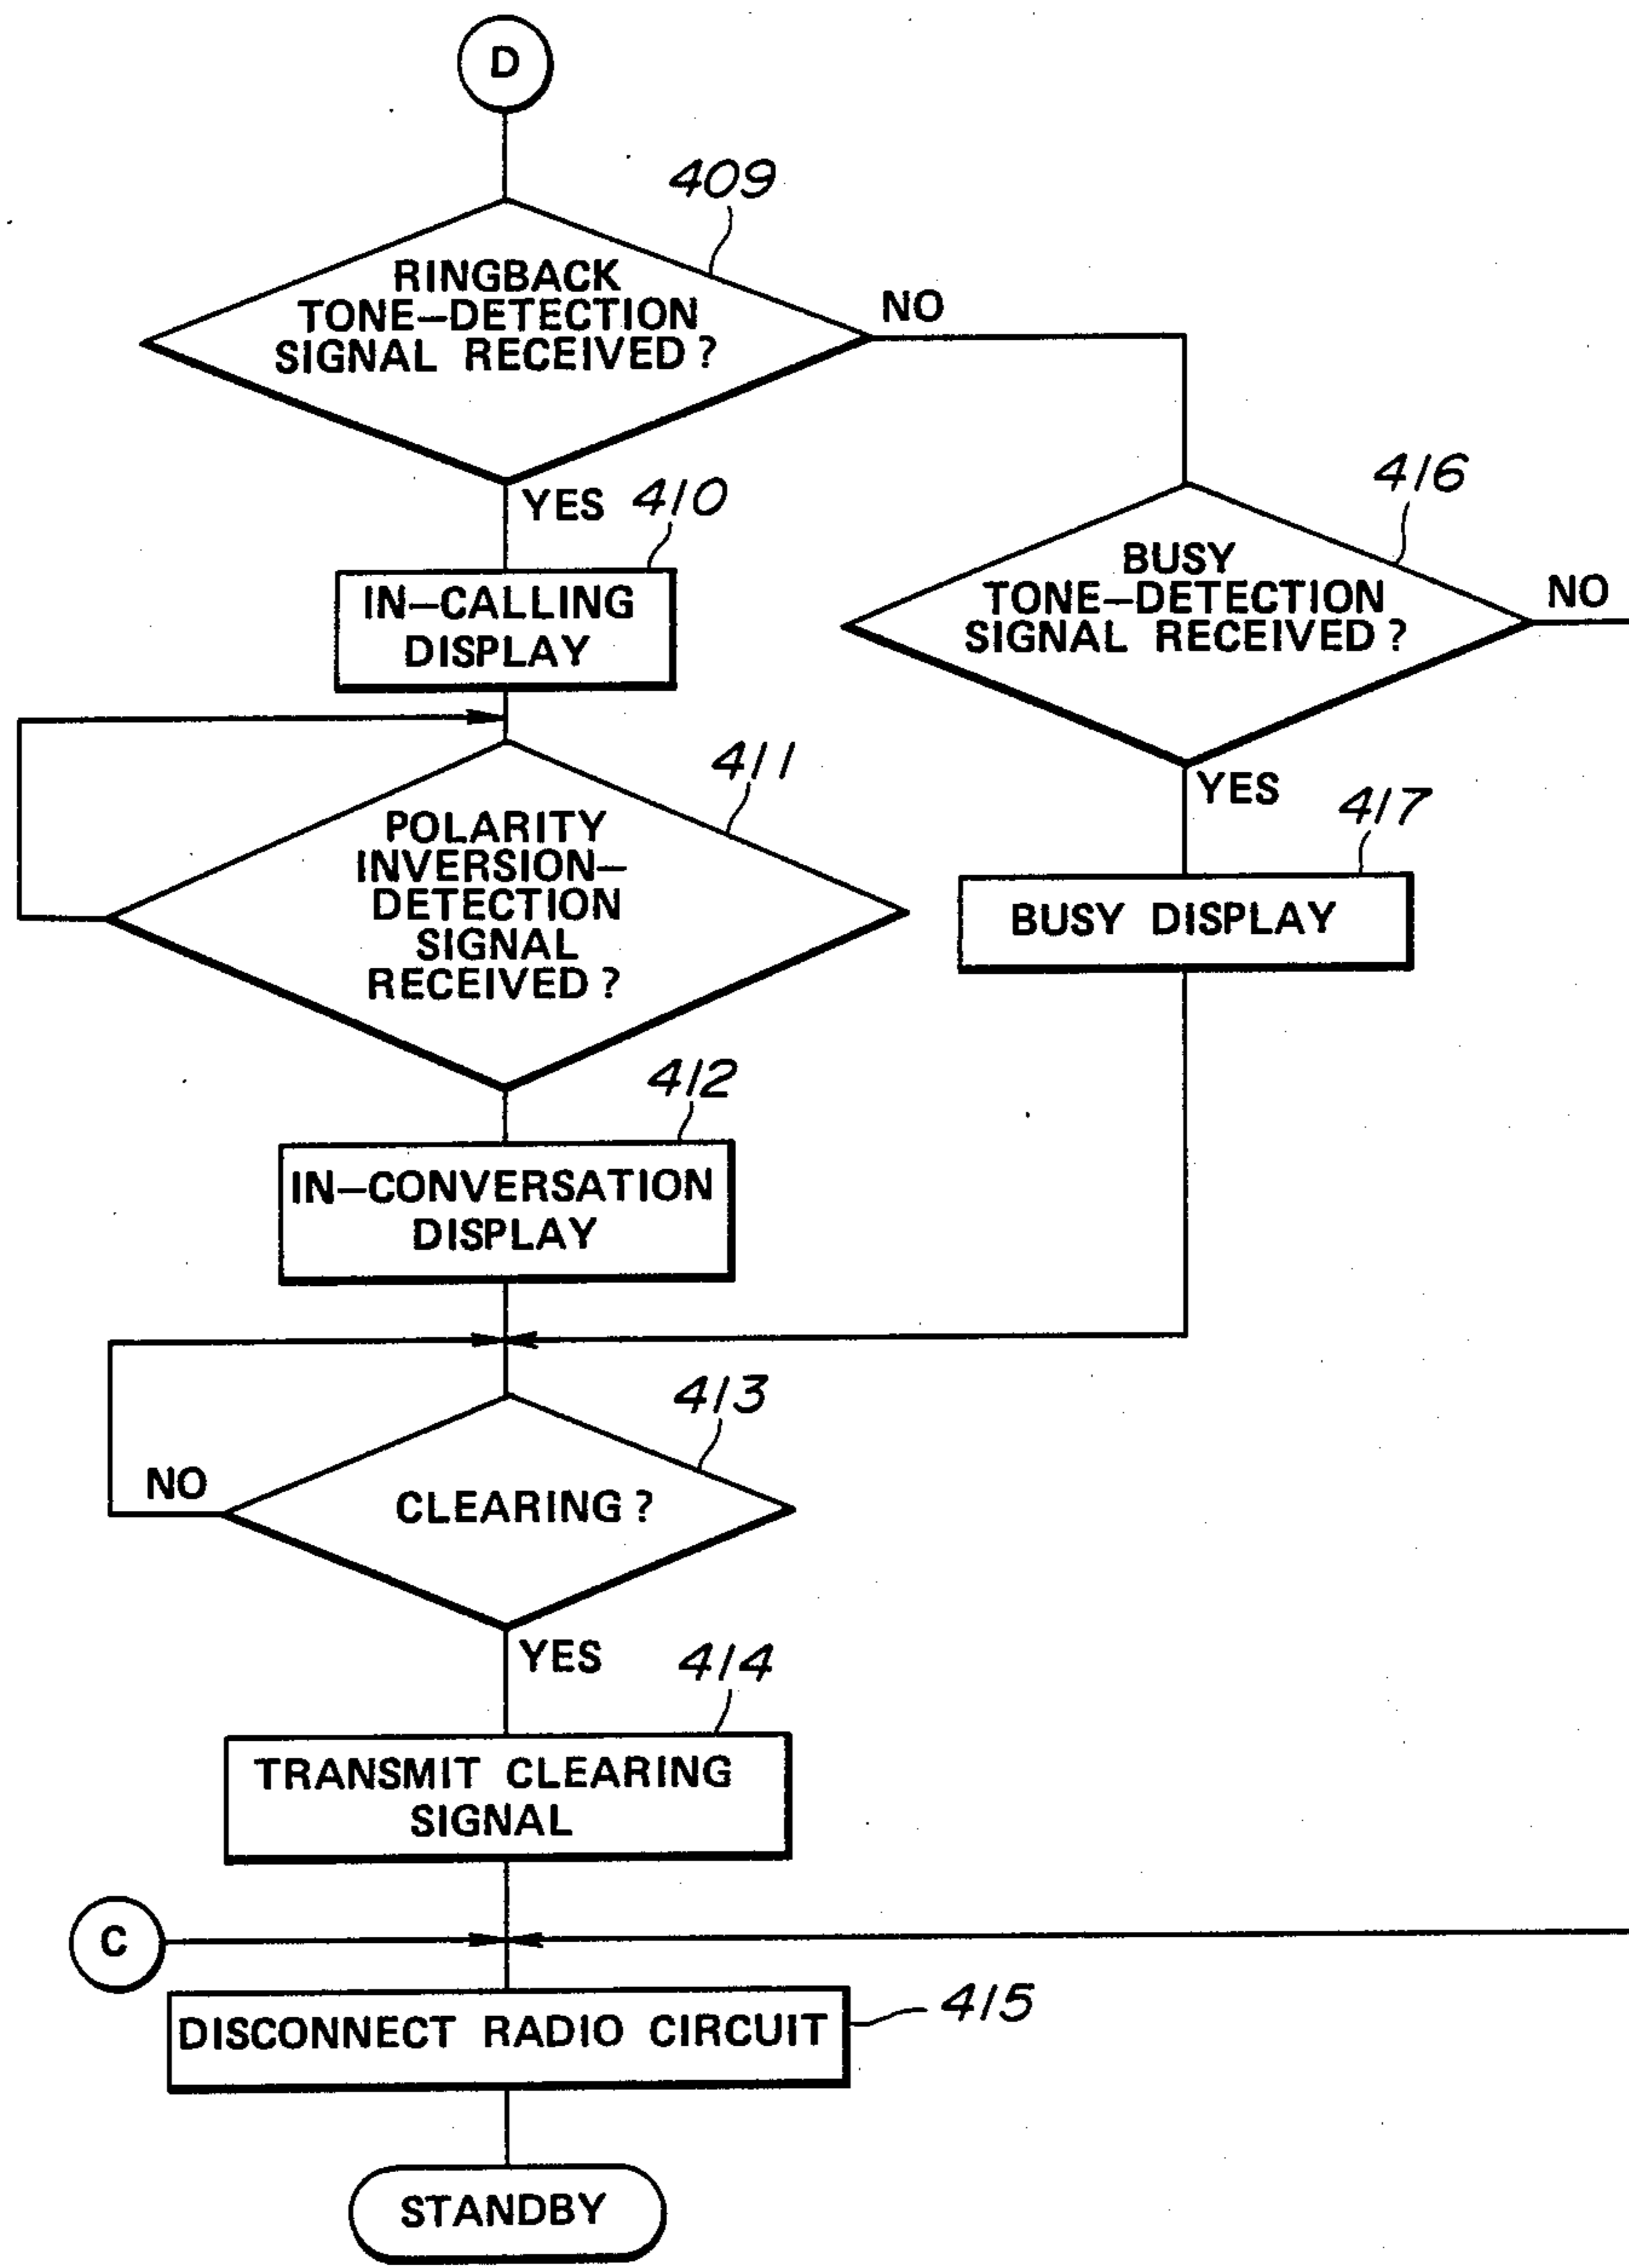 D
409
RINGBACK
TONE—DETECTION
SIGNAL RECEIVED?
NO
YES
410
IN—CALLING
DISPLAY
416
BUSY
TONE—DETECTION
SIGNAL RECEIVED?
NO
YES
417
BUSY DISPLAY
411
POLARITY
INVERSION—
DETECTION
SIGNAL
RECEIVED?
412
IN—CONVERSATION
DISPLAY
413
CLEARING?
NO
YES
414
TRANSMIT CLEARING
SIGNAL
C
415
DISCONNECT RADIO CIRCUIT
STANDBY